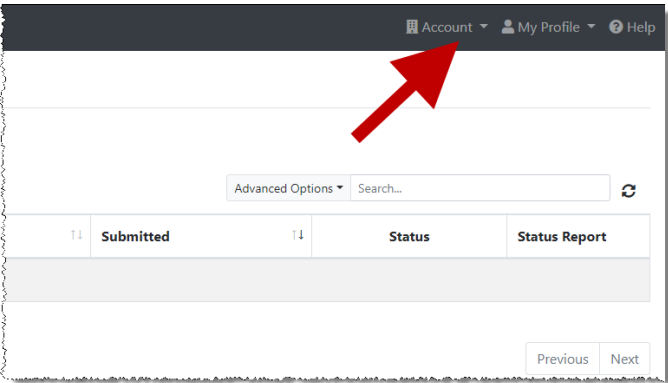 Account My Profile Help
Advanced Options Search...
Submitted Status Status Report
Previous Next